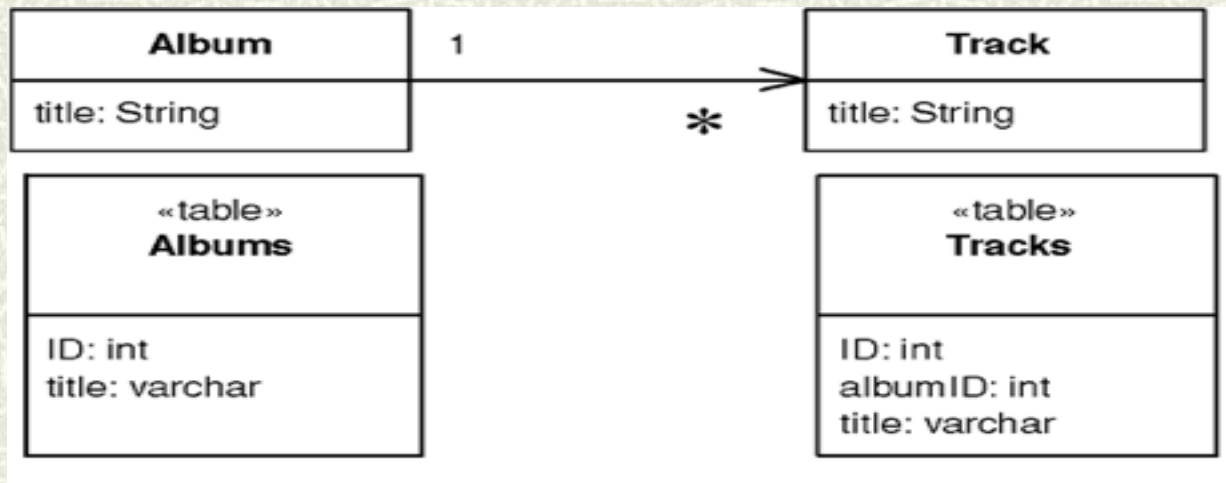 Album
1
Track
title: String
*
title: String
«table»
Albums
ID: int
title: varchar
«table»
Tracks
ID: int
albumID: int
title: varchar